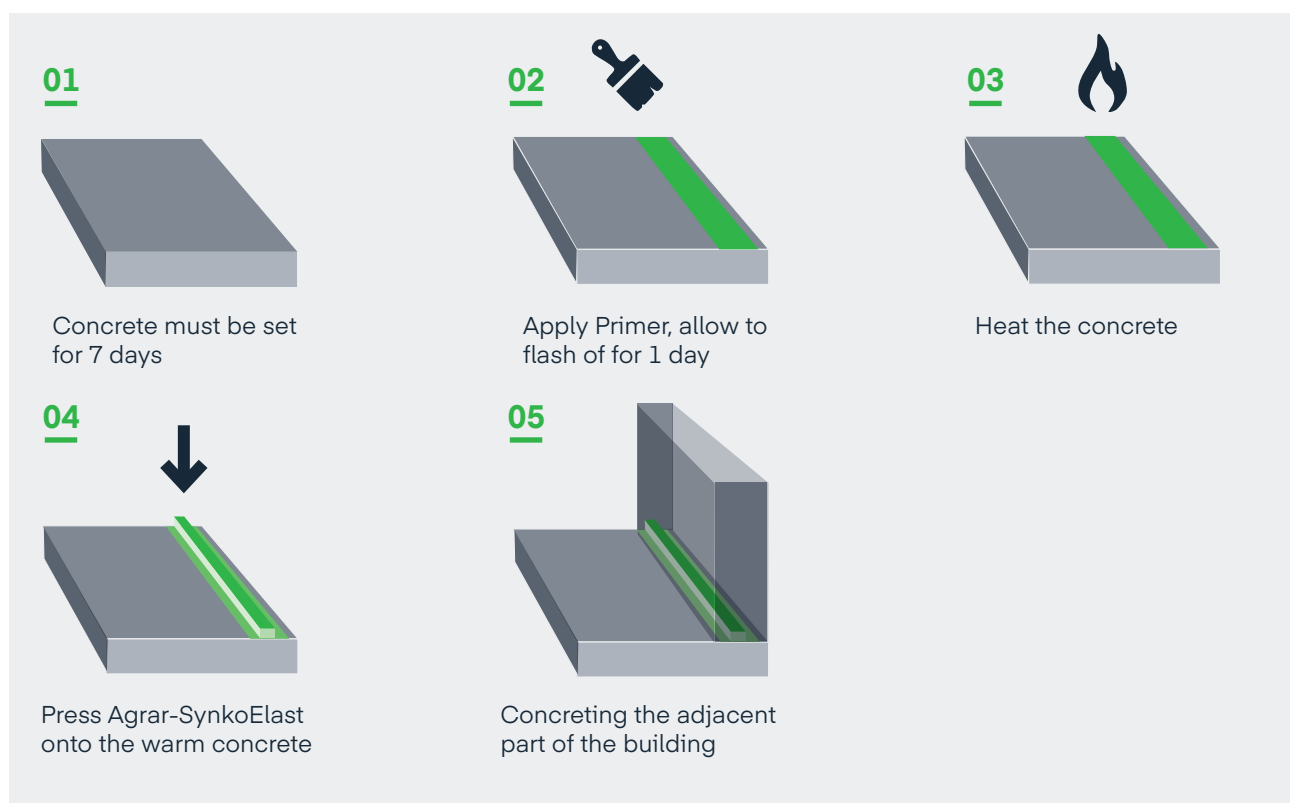 01
Concrete must be set
for 7 days
02
Apply Primer, allow to
flash of for 1 day
03
Heat the concrete
04
Press Agrar-SynkoElast
onto the warm concrete
05
Concreting the adjacent
part of the building